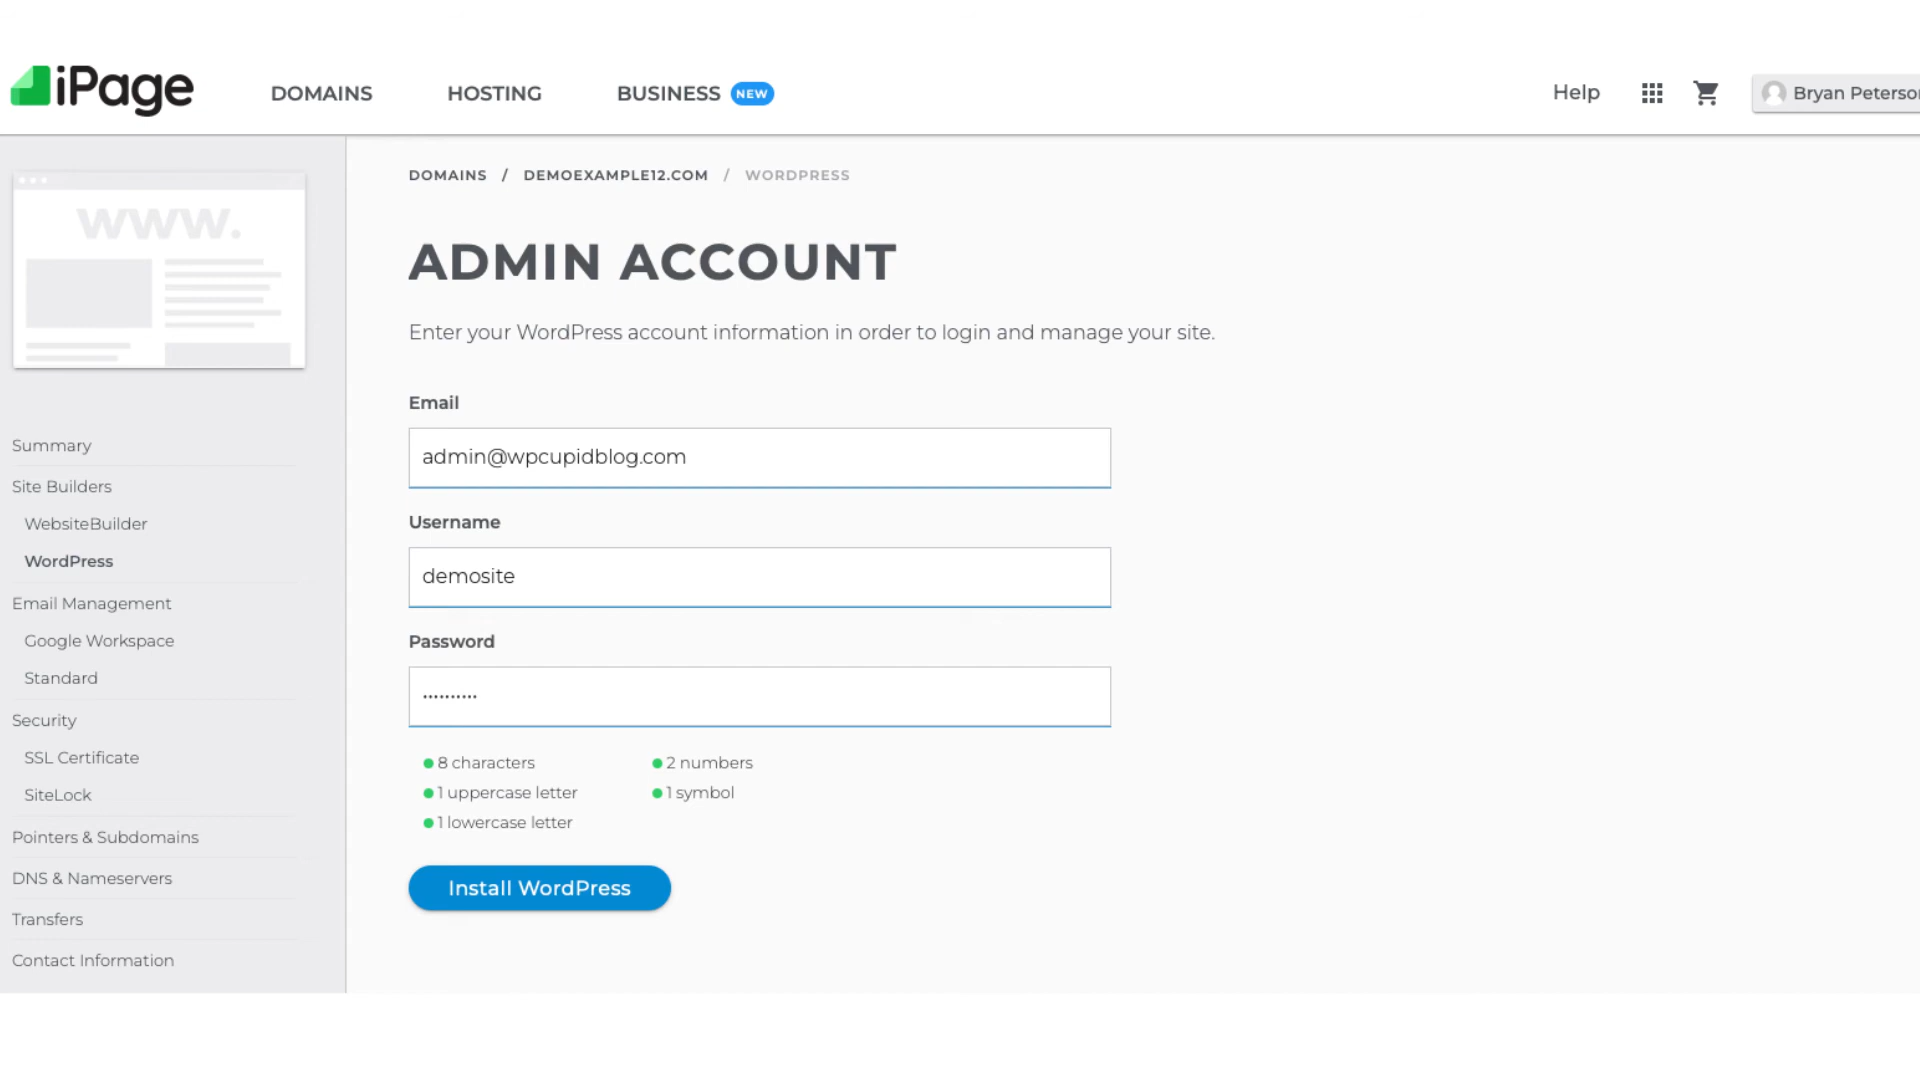 iPage
DOMAINS
HOSTING
BUSINESS NEW
Help
Bryan Peterso
www.
DOMAINS / DEMOEXAMPLE12.COM / WORDPRESS
ADMIN ACCOUNT
Enter your WordPress account information in order to login and manage your site.
Email
admin@wpcupidblog.com
Username
demosite
Password
••••••••••
8 characters
2 numbers
1 uppercase letter
1 symbol
1 lowercase letter
Install WordPress
Summary
Site Builders
WebsiteBuilder
WordPress
Email Management
Google Workspace
Standard
Security
SSL Certificate
SiteLock
Pointers & Subdomains
DNS & Nameservers
Transfers
Contact Information